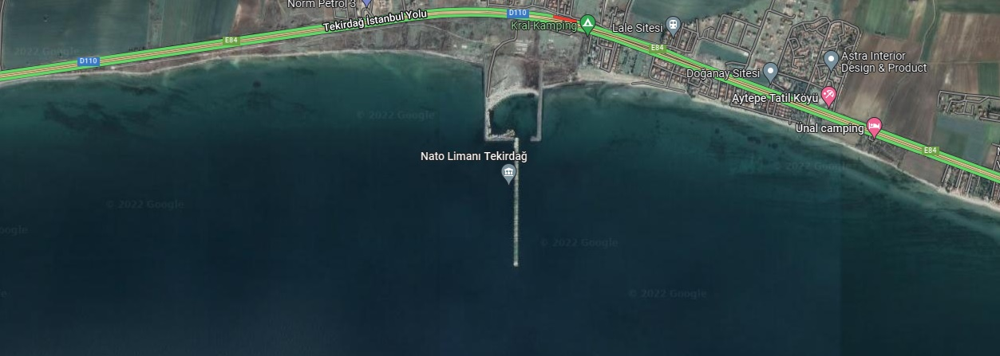 Norm Petrol 3
D110
Tekirdağ İstanbul Yolu
Kral Kamping
Lale Sitesi
E84
E84
© 2022 Google
D110
Astra Interior
Design & Product
Doğanay Sitesi
Aytepe Tatil Köyü
© 2022 Google
Ünal camping
E84
Nato Limanı Tekirdağ
© 2022 Google
© 2022 Google
oogle
© 2022 Google
© 2022 Google